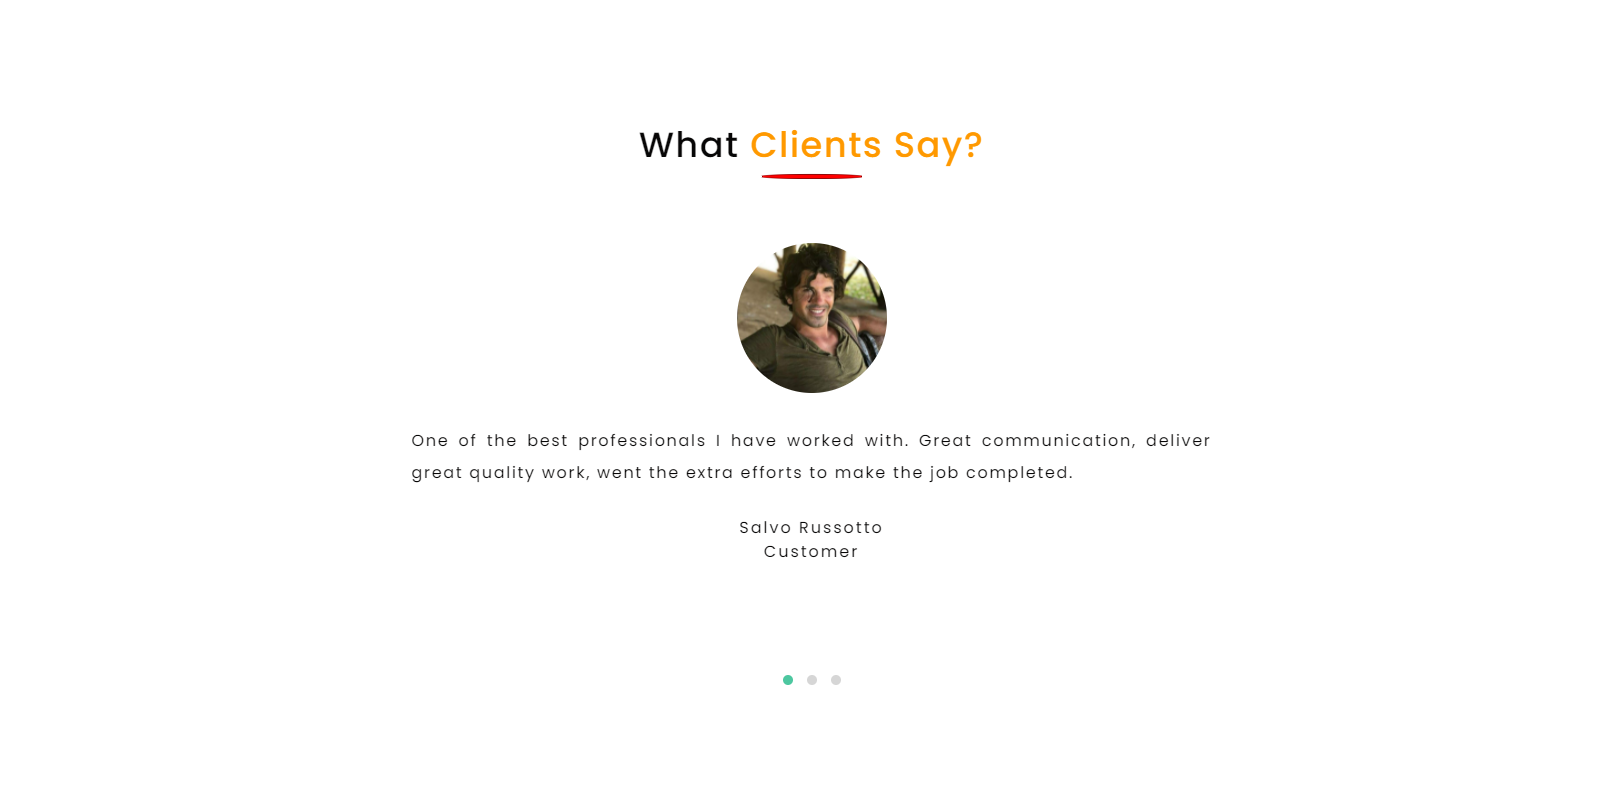 What Clients Say?
One of the best professionals I have worked with. Great communication, deliver
great quality work, went the extra efforts to make the job completed.
Salvo Russotto
Customer